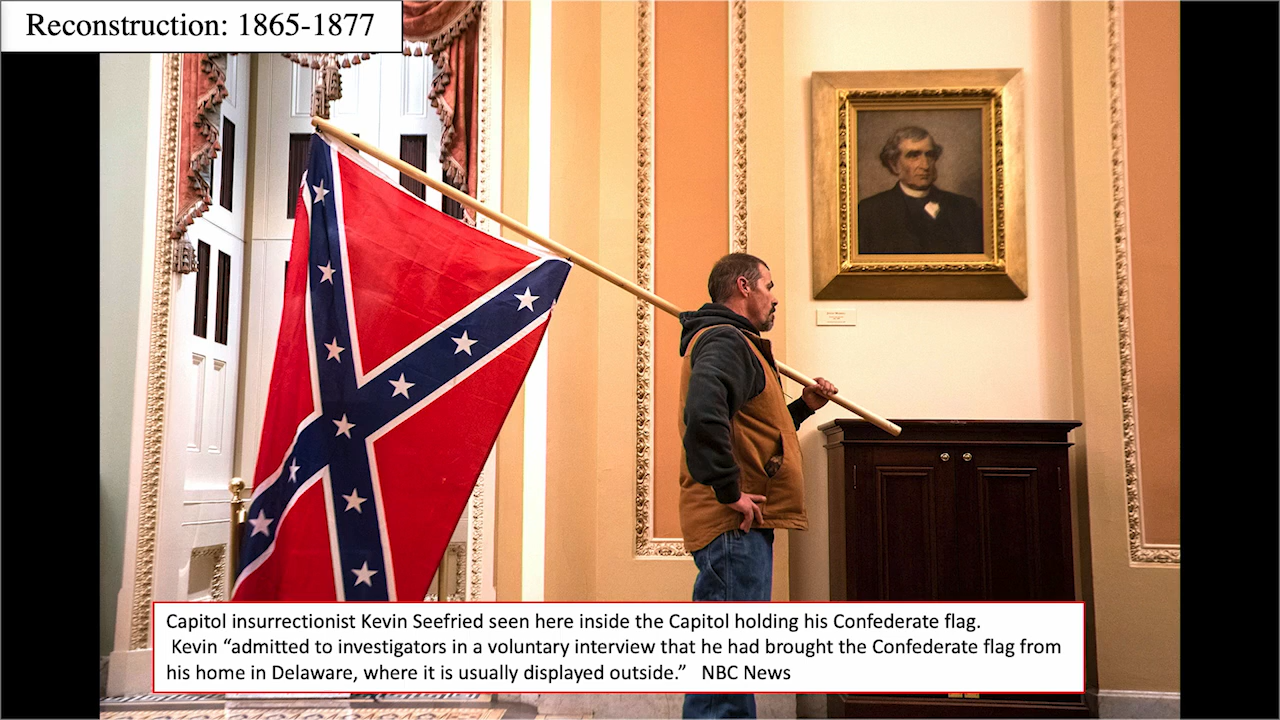 Reconstruction: 1865-1877
Capitol insurrectionist Kevin Seefried seen here inside the Capitol holding his Confederate flag.
Kevin “admitted to investigators in a voluntary interview that he had brought the Confederate flag from
his home in Delaware, where it is usually displayed outside.” NBC News